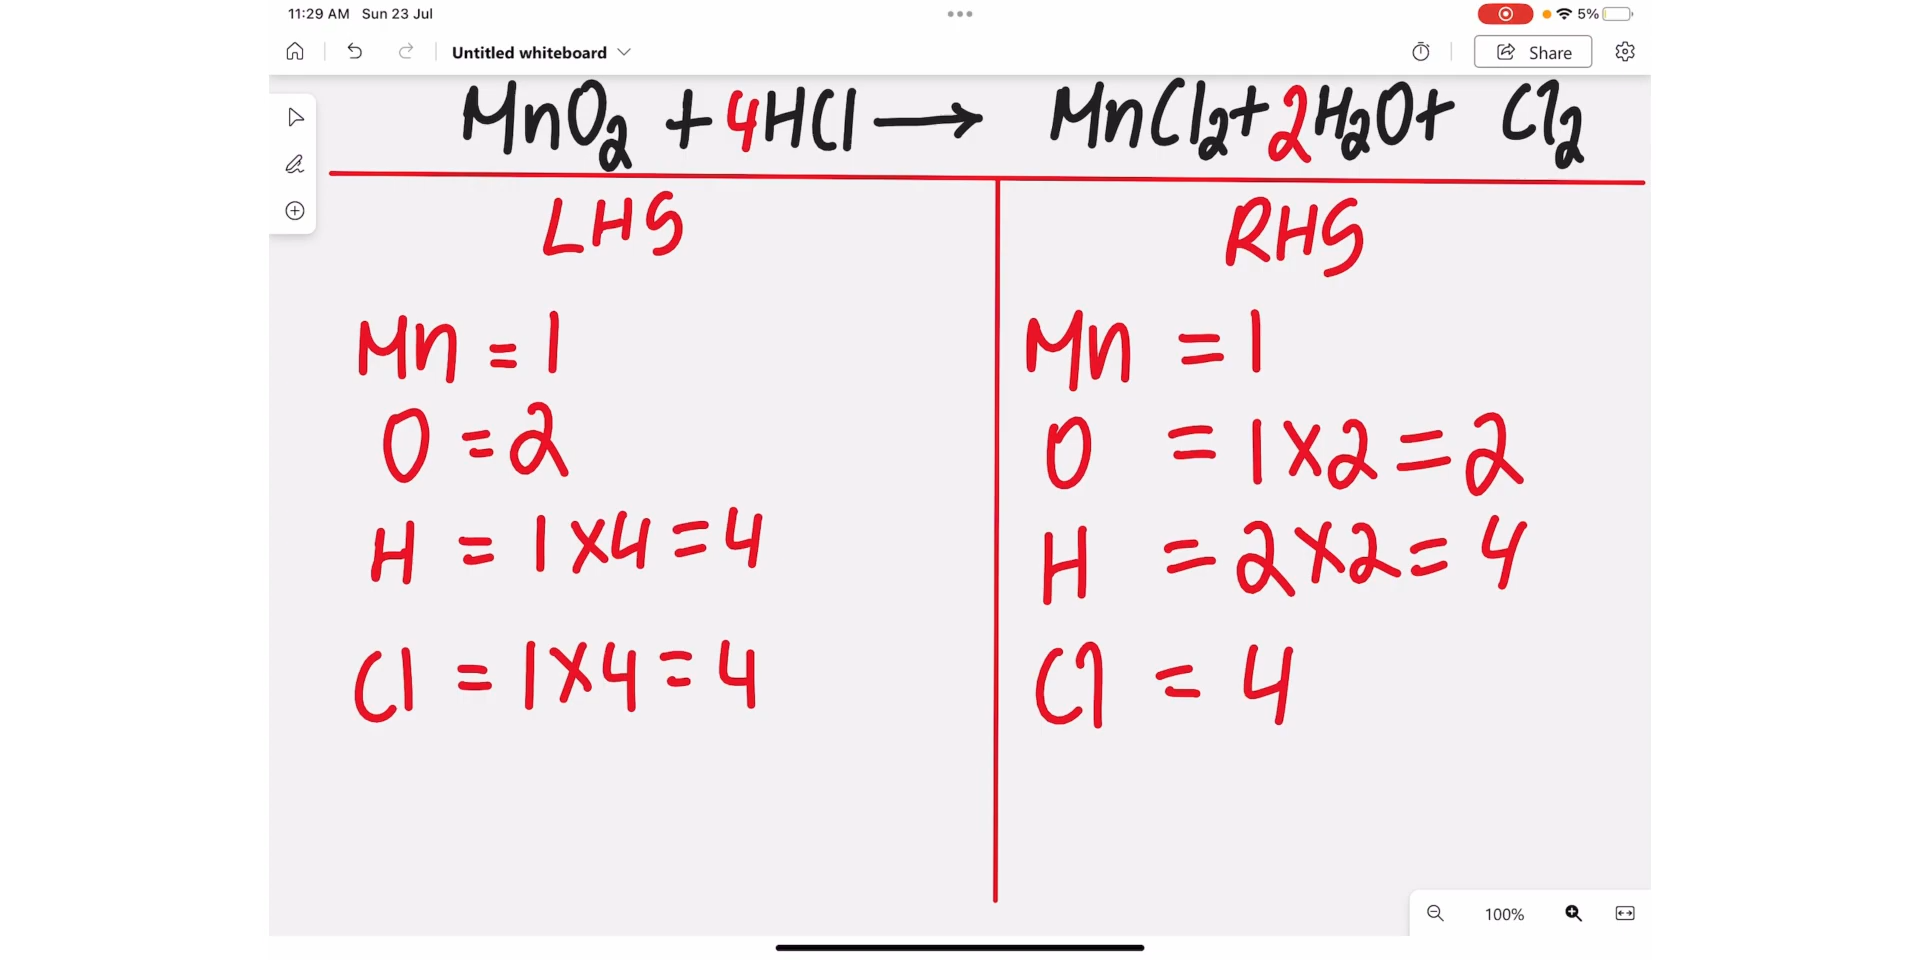 11:29 AM Sun 23 Jul 5%
Untitled whiteboard Share
MnO₂ + 4HCl → MnCl₂ + 2H₂O + Cl₂
LHS RHS
Mn = 1 Mn = 1
O = 2 O = 1×2 = 2
H = 1×4 = 4 H = 2×2 = 4
Cl = 1×4 = 4 Cl = 4
100%